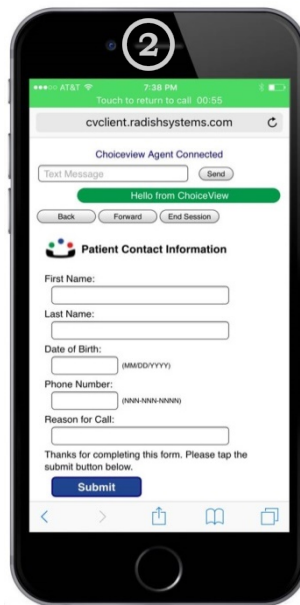 2
AT&T 7:38 PM
Touch to return to call 00:55
cvclient.radishsystems.com
Choiceview Agent Connected
Text Message Send
Hello from ChoiceView
Back Forward End Session
Patient Contact Information
First Name:
Last Name:
Date of Birth:
(MM/DD/YYYY)
Phone Number:
(NNN-NNN-NNNN)
Reason for Call:
Thanks for completing this form. Please tap the
submit button below.
Submit